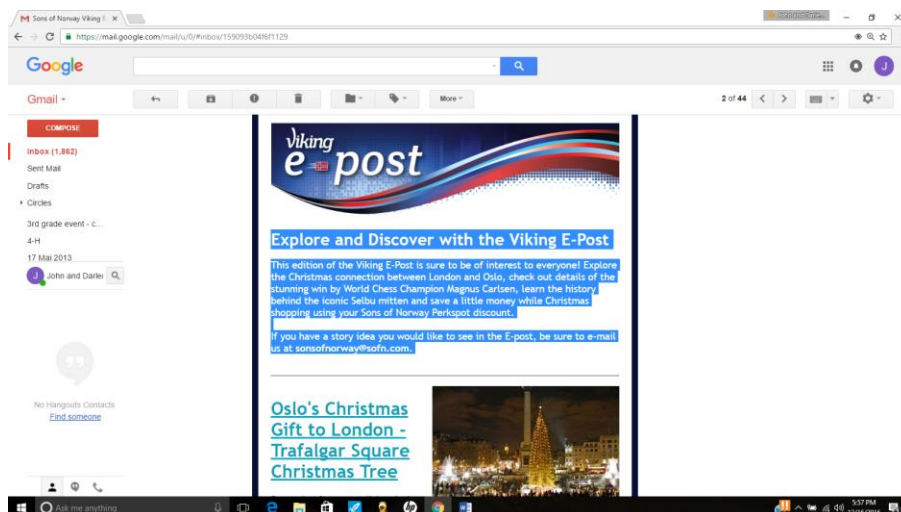 Sons of Norway Viking E
https://mail.google.com/mail/u/0/#inbox/159093b04f6f1129
Google
J
Gmail
More
2 of 44
COMPOSE
Inbox (1,862)
Sent Mail
Drafts
Circles
3rd grade event - c...
4-H
17 Mai 2013
J
John and Darle
No Hangouts Contacts
Find someone
viking
e-post
Explore and Discover with the Viking E-Post
This edition of the Viking E-Post is sure to be of interest to everyone! Explore
the Christmas connection between London and Oslo, check out details of the
stunning win by World Chess Champion Magnus Carlsen, learn the history
behind the iconic Selbu mitten and save a little money while Christmas
shopping using your Sons of Norway Perkspot discount.
If you have a story idea you would like to see in the E-post, be sure to e-mail
us at sonsofnorway@sofn.com.
Oslo's Christmas
Gift to London -
Trafalgar Square
Christmas Tree
Ask me anything
5:57 PM